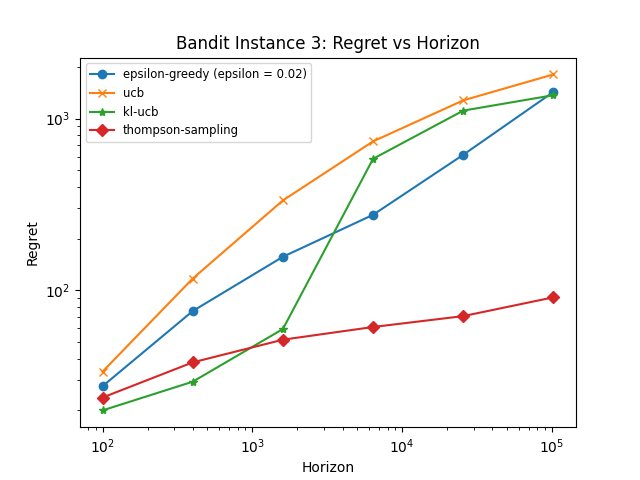 Bandit Instance 3: Regret vs Horizon
epsilon-greedy (epsilon = 0.02)
ucb
kl-ucb
thompson-sampling
10³
10²
Regret
10² 10³ 10⁴ 10⁵
Horizon